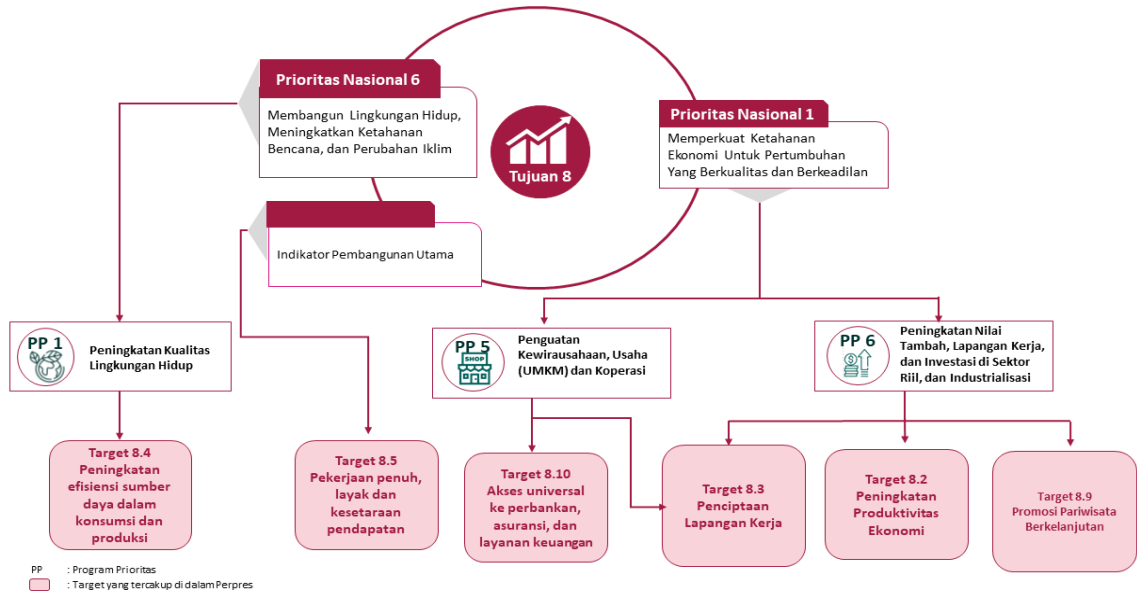 Prioritas Nasional 6
Membangun Lingkungan Hidup,
Meningkatkan Ketahanan
Bencana, dan Perubahan Iklim
Tujuan 8
Prioritas Nasional 1
Memperkuat Ketahanan
Ekonomi Untuk Pertumbuhan
Yang Berkualitas dan Berkeadilan
Indikator Pembangunan Utama
PP 1
Peningkatan Kualitas
Lingkungan Hidup
PP 5
SHOP
Penguatan
Kewirausahaan, Usaha
(UMKM) dan Koperasi
PP 6
Peningkatan Nilai
Tambah, Lapangan Kerja,
dan Investasi di Sektor
Riil, dan Industrialisasi
Target 8.4
Peningkatan
efisiensi sumber
daya dalam
konsumsi dan
produksi
Target 8.5
Pekerjaan penuh,
layak dan
kesetaraan
pendapatan
Target 8.10
Akses universal
ke perbankan,
asuransi, dan
layanan keuangan
Target 8.3
Penciptaan
Lapangan Kerja
Target 8.2
Peningkatan
Produktivitas
Ekonomi
Target 8.9
Promosi Pariwisata
Berkelanjutan
PP : Program Prioritas
: Target yang tercakup di dalam Perpres